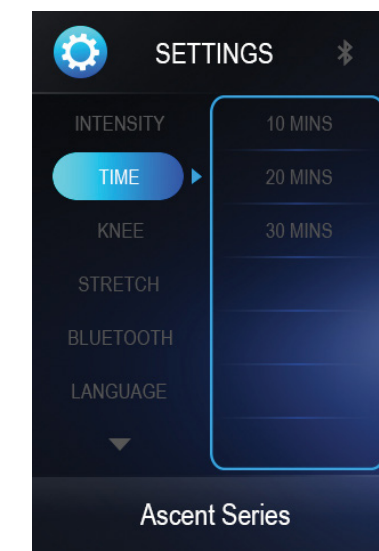 SETTINGS
INTENSITY
TIME
KNEE
STRETCH
BLUETOOTH
LANGUAGE
10 MINS
20 MINS
30 MINS
Ascent Series